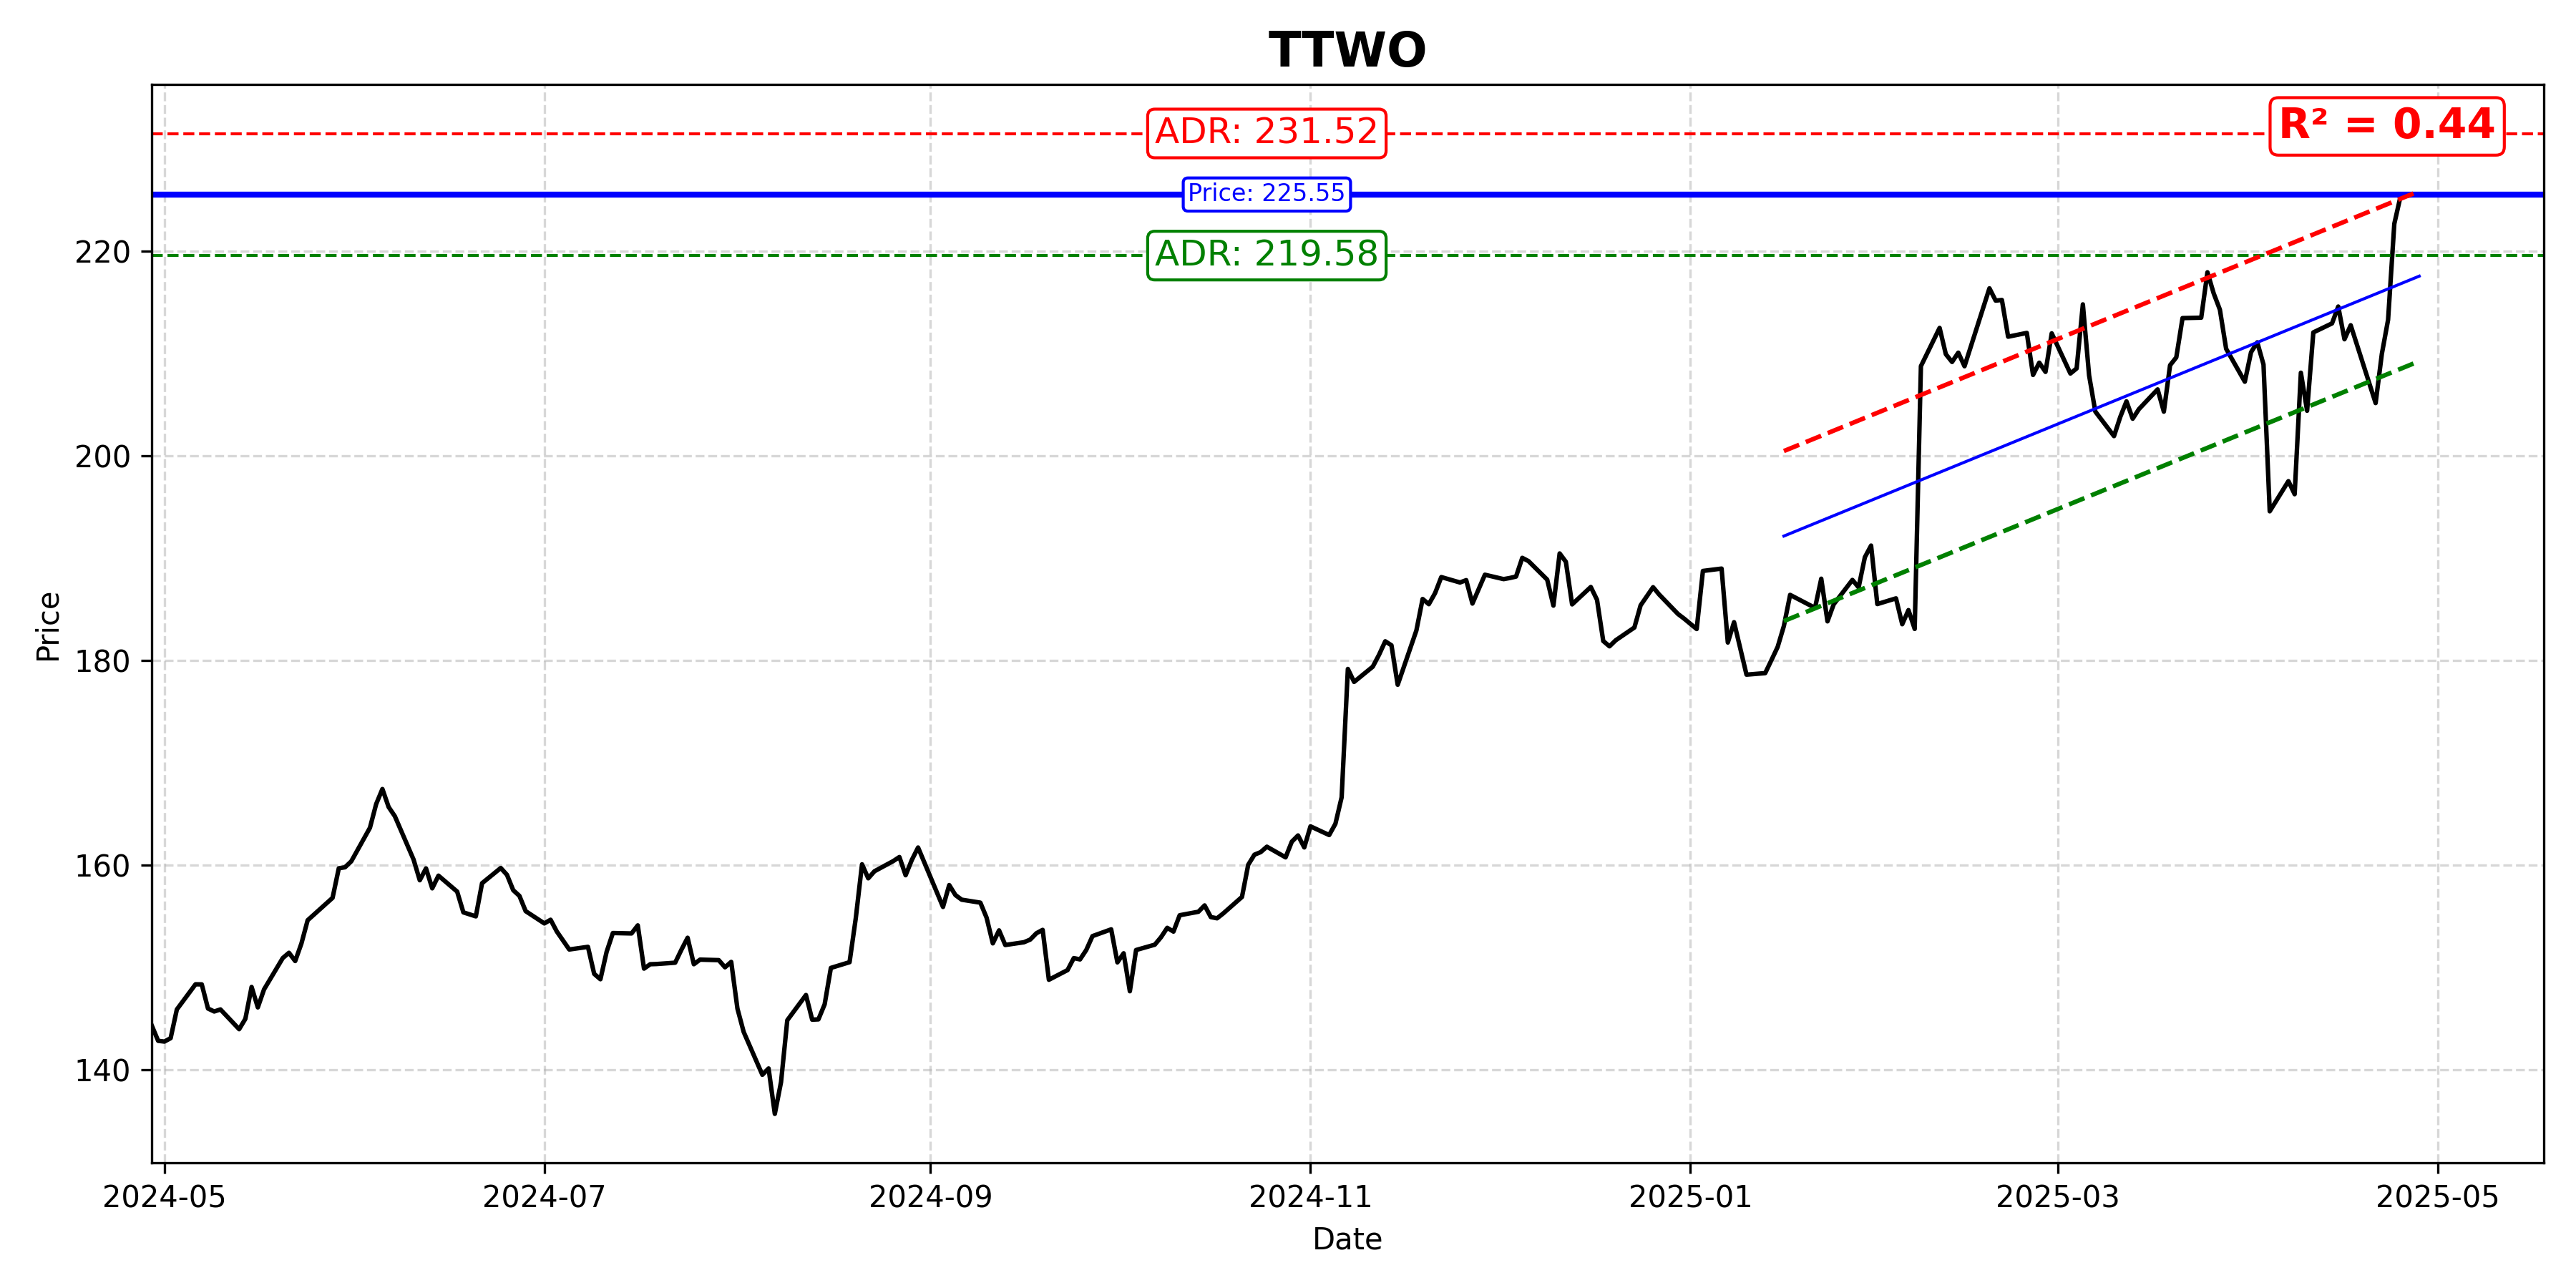 TTWO
ADR: 231.52
R² = 0.44
Price: 225.55
ADR: 219.58
220
200
180
160
140
Price
2024-05
2024-07
2024-09
2024-11
2025-01
2025-03
2025-05
Date